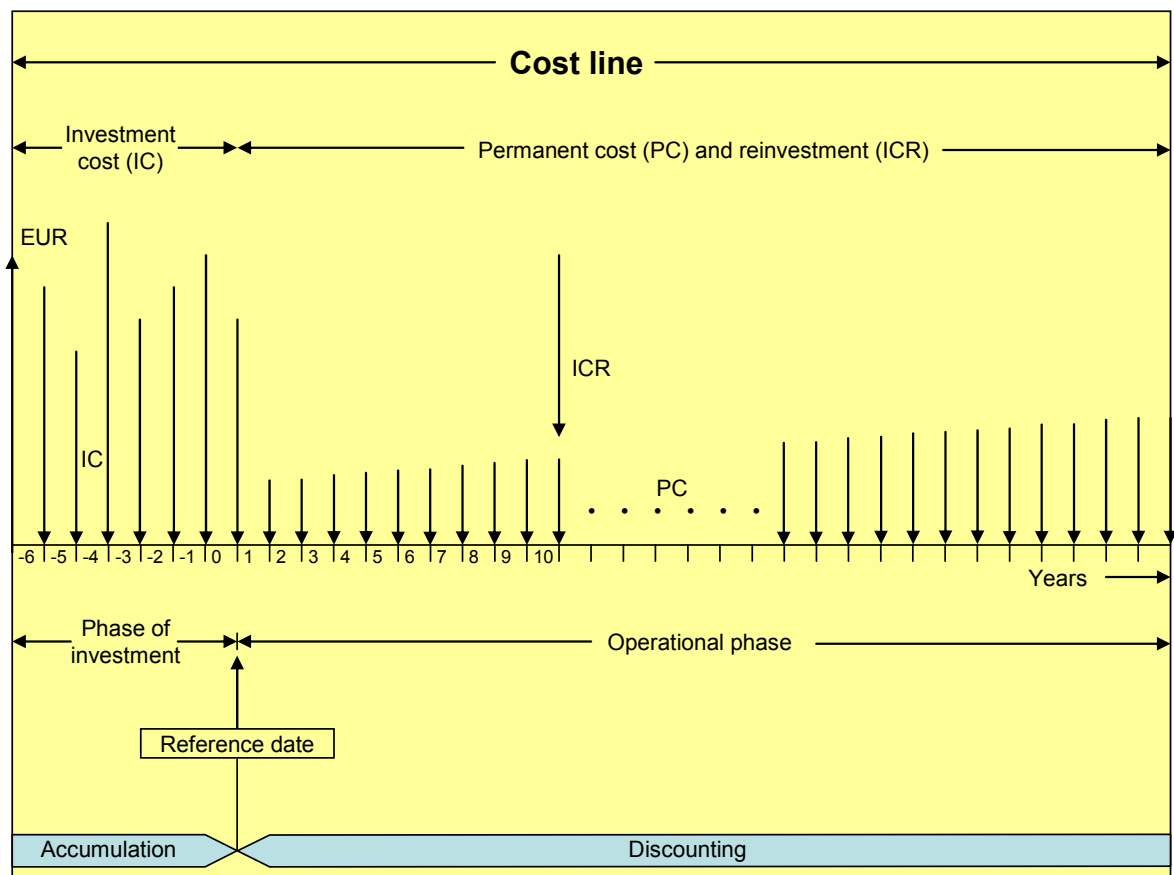 Cost line
Investment
cost (IC)
Permanent cost (PC) and reinvestment (ICR)
EUR
ICR
IC
PC
-6 -5 -4 -3 -2 -1 0 1 2 3 4 5 6 7 8 9 10
Years
Phase of
investment
Operational phase
Reference date
Accumulation
Discounting